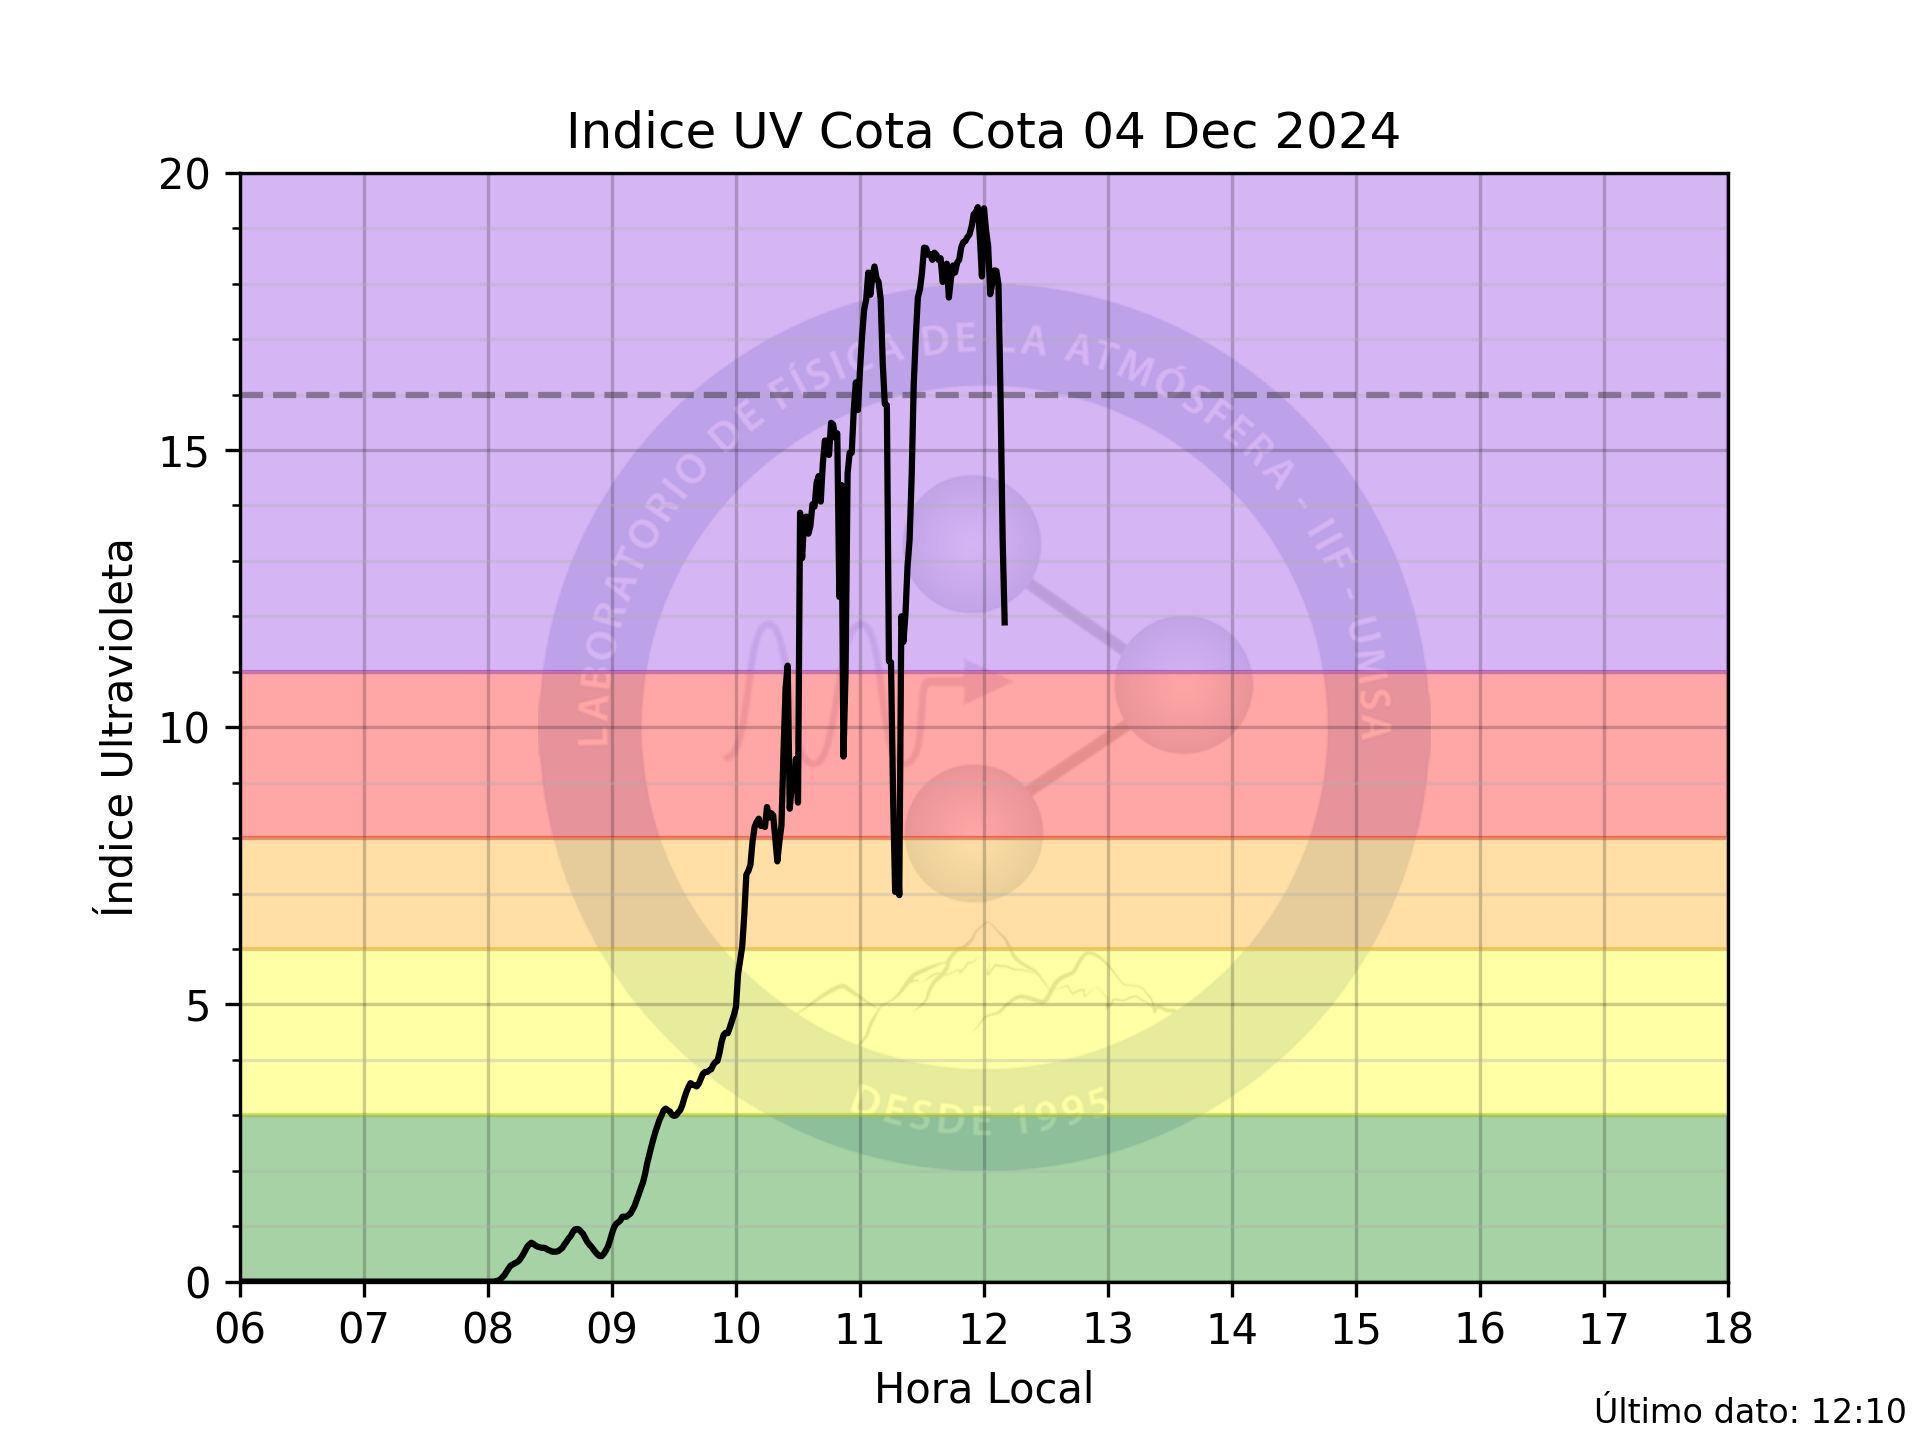 Indice UV Cota Cota 04 Dec 2024
20
15
10
5
0
Índice Ultravioleta
06 07 08 09 10 11 12 13 14 15 16 17 18
Hora Local
Último dato: 12:10
LABORATORIO DE FÍSICA DE LA ATMÓSFERA - IIF - UMSA
DESDE 1995